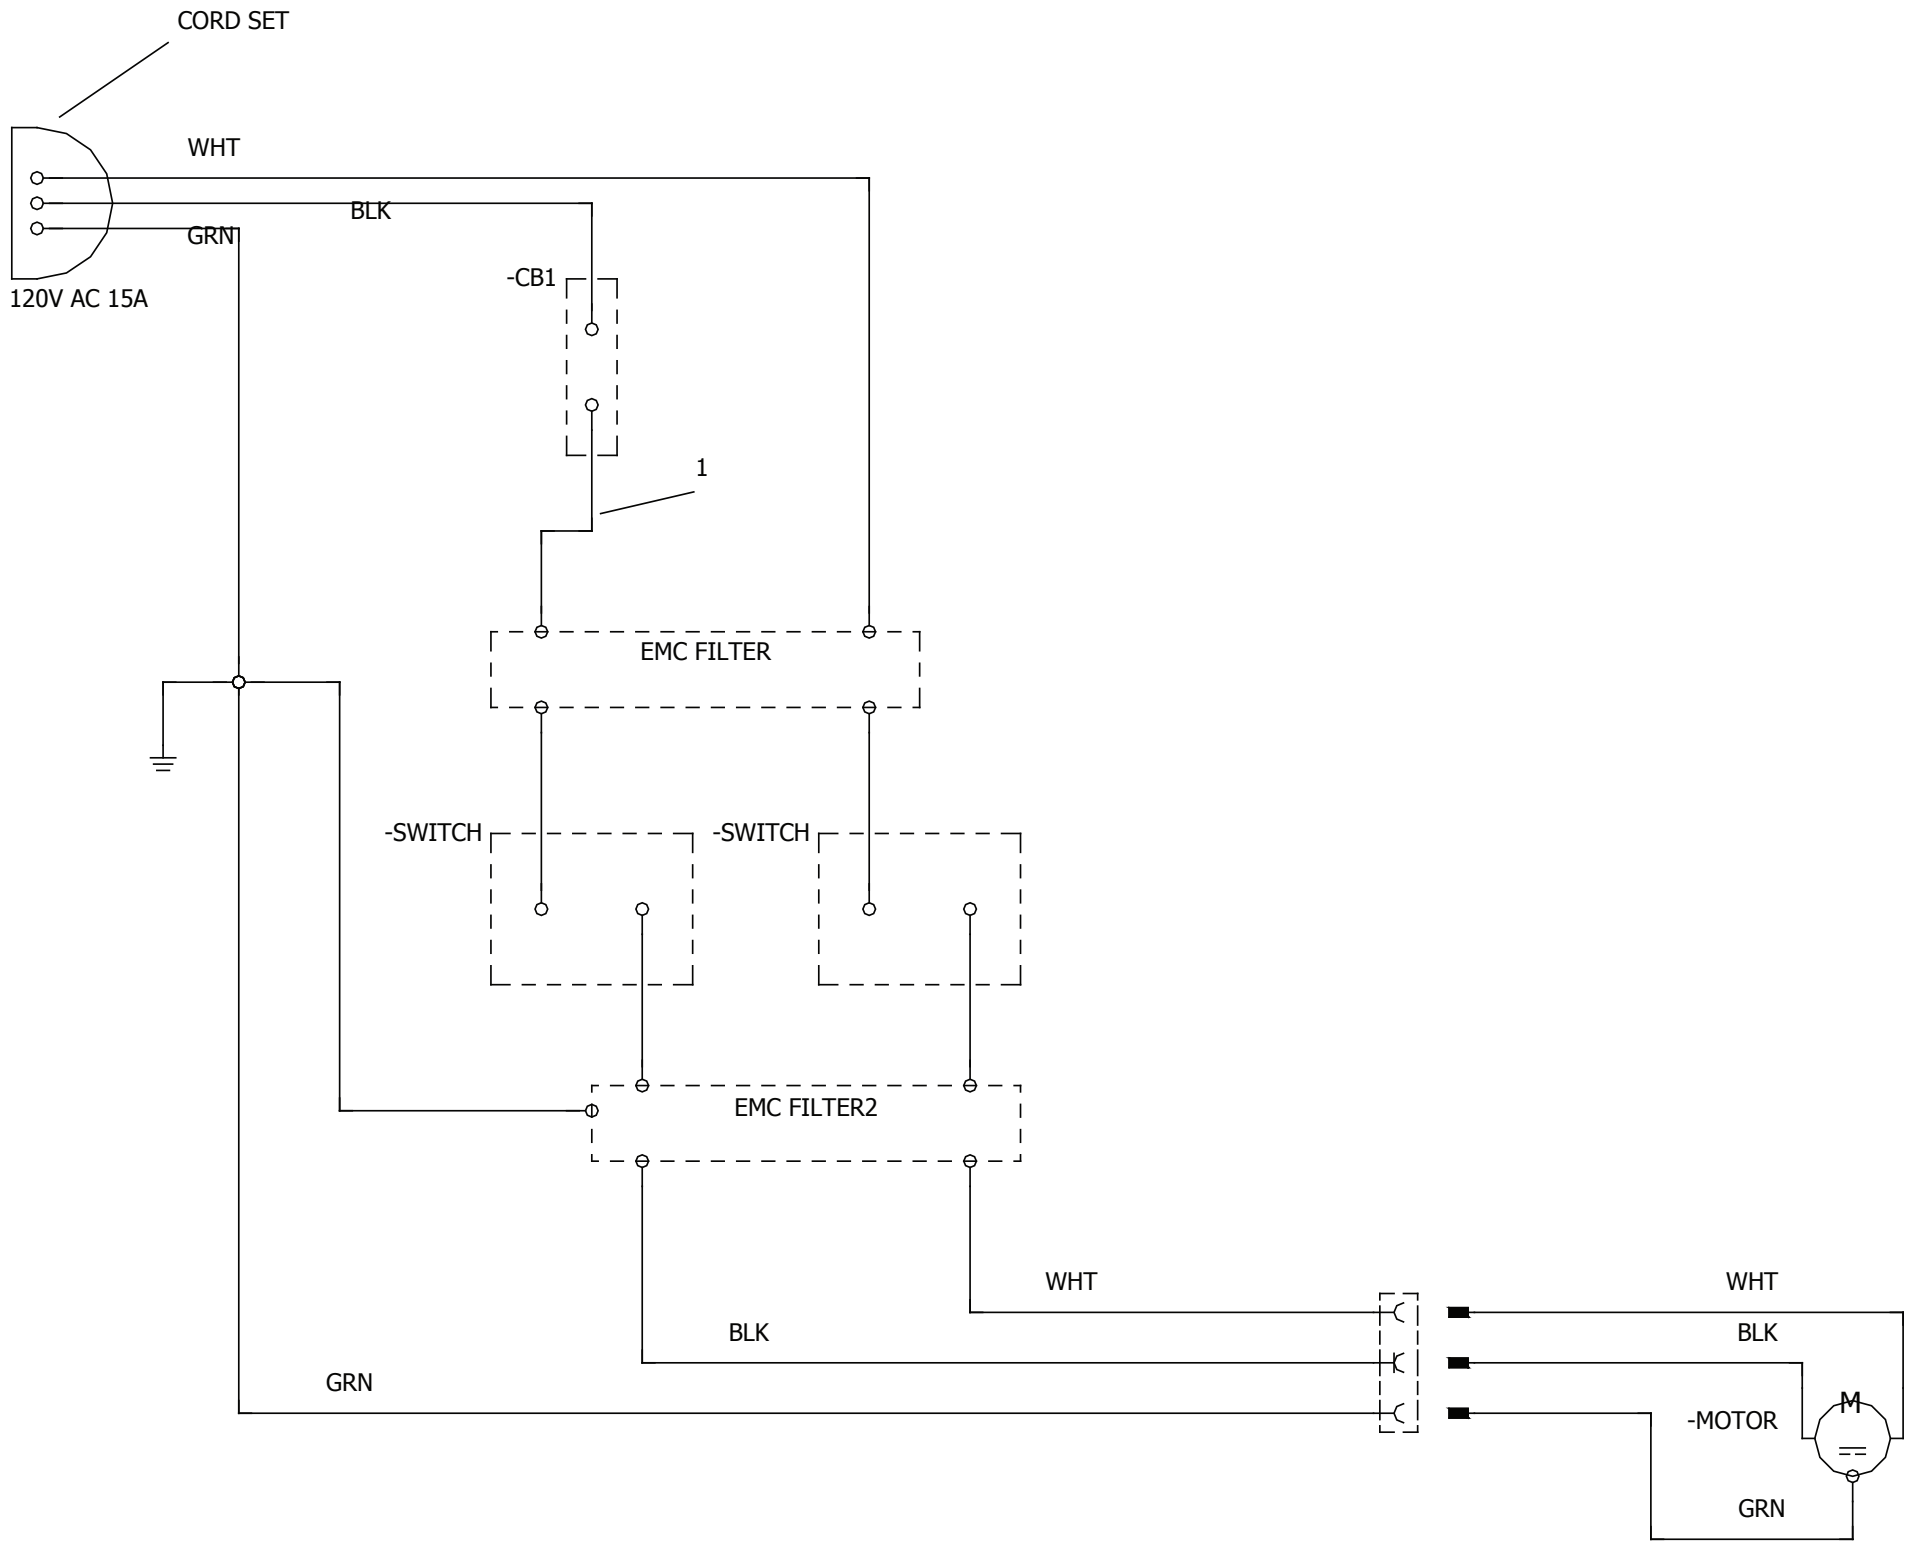 CORD SET
WHT
BLK
GRN
120V AC 15A
-CB1
1
EMC FILTER
-SWITCH
-SWITCH
EMC FILTER2
WHT
WHT
BLK
BLK
GRN
M
-MOTOR
GRN